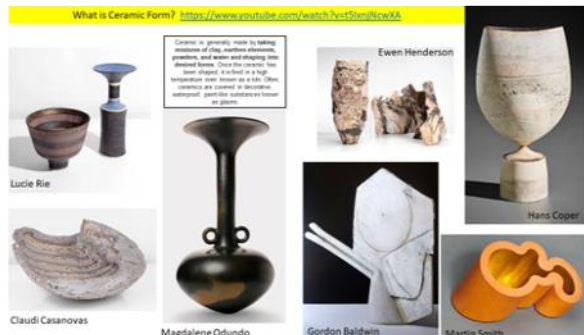 What is Ceramic Form? https://www.youtube.com/watch?v=t5IxnjJNcwXA
Ceramic is generally made by taking
mixtures of clay, earthen elements,
powders, and water and shaping into
desired forms. Once the ceramic has
been shaped, it is fired in a high
temperature oven known as a kiln. Often,
ceramics are covered in decorative,
waterproof, paint-like substances known
as glazes.
Ewen Henderson
Lucie Rie
Hans Coper
Claudi Casanovas
Magdalene Odundo
Gordon Baldwin
Martin Smith